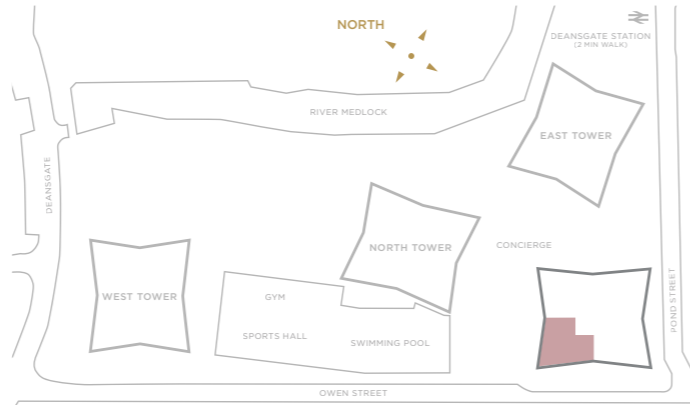 NORTH
DEANSGATE STATION
(2 MIN WALK)
RIVER MEDLOCK
EAST TOWER
DEANSGATE
NORTH TOWER
CONCIERGE
WEST TOWER
GYM
POND STREET
SPORTS HALL
SWIMMING POOL
OWEN STREET